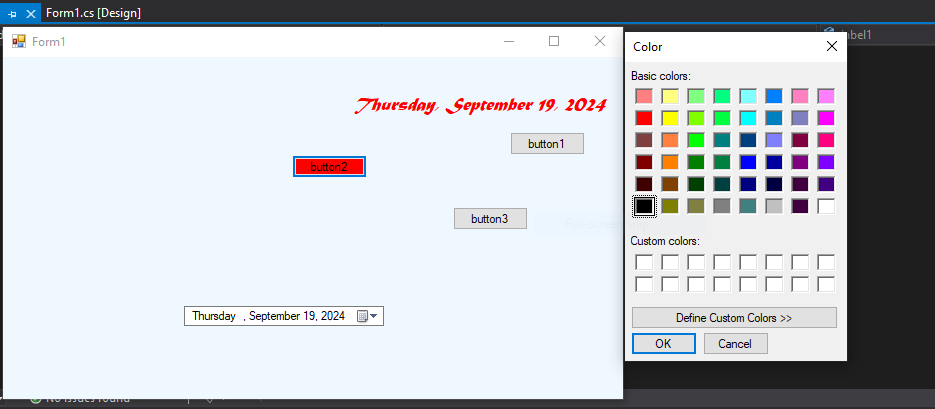 Form1.cs [Design]
Form1
Color
label1
Basic colors:
Thursday, September 19, 2024
button1
button2
button3
Custom colors:
Thursday , September 19, 2024
Define Custom Colors >>
OK
Cancel
No issues found